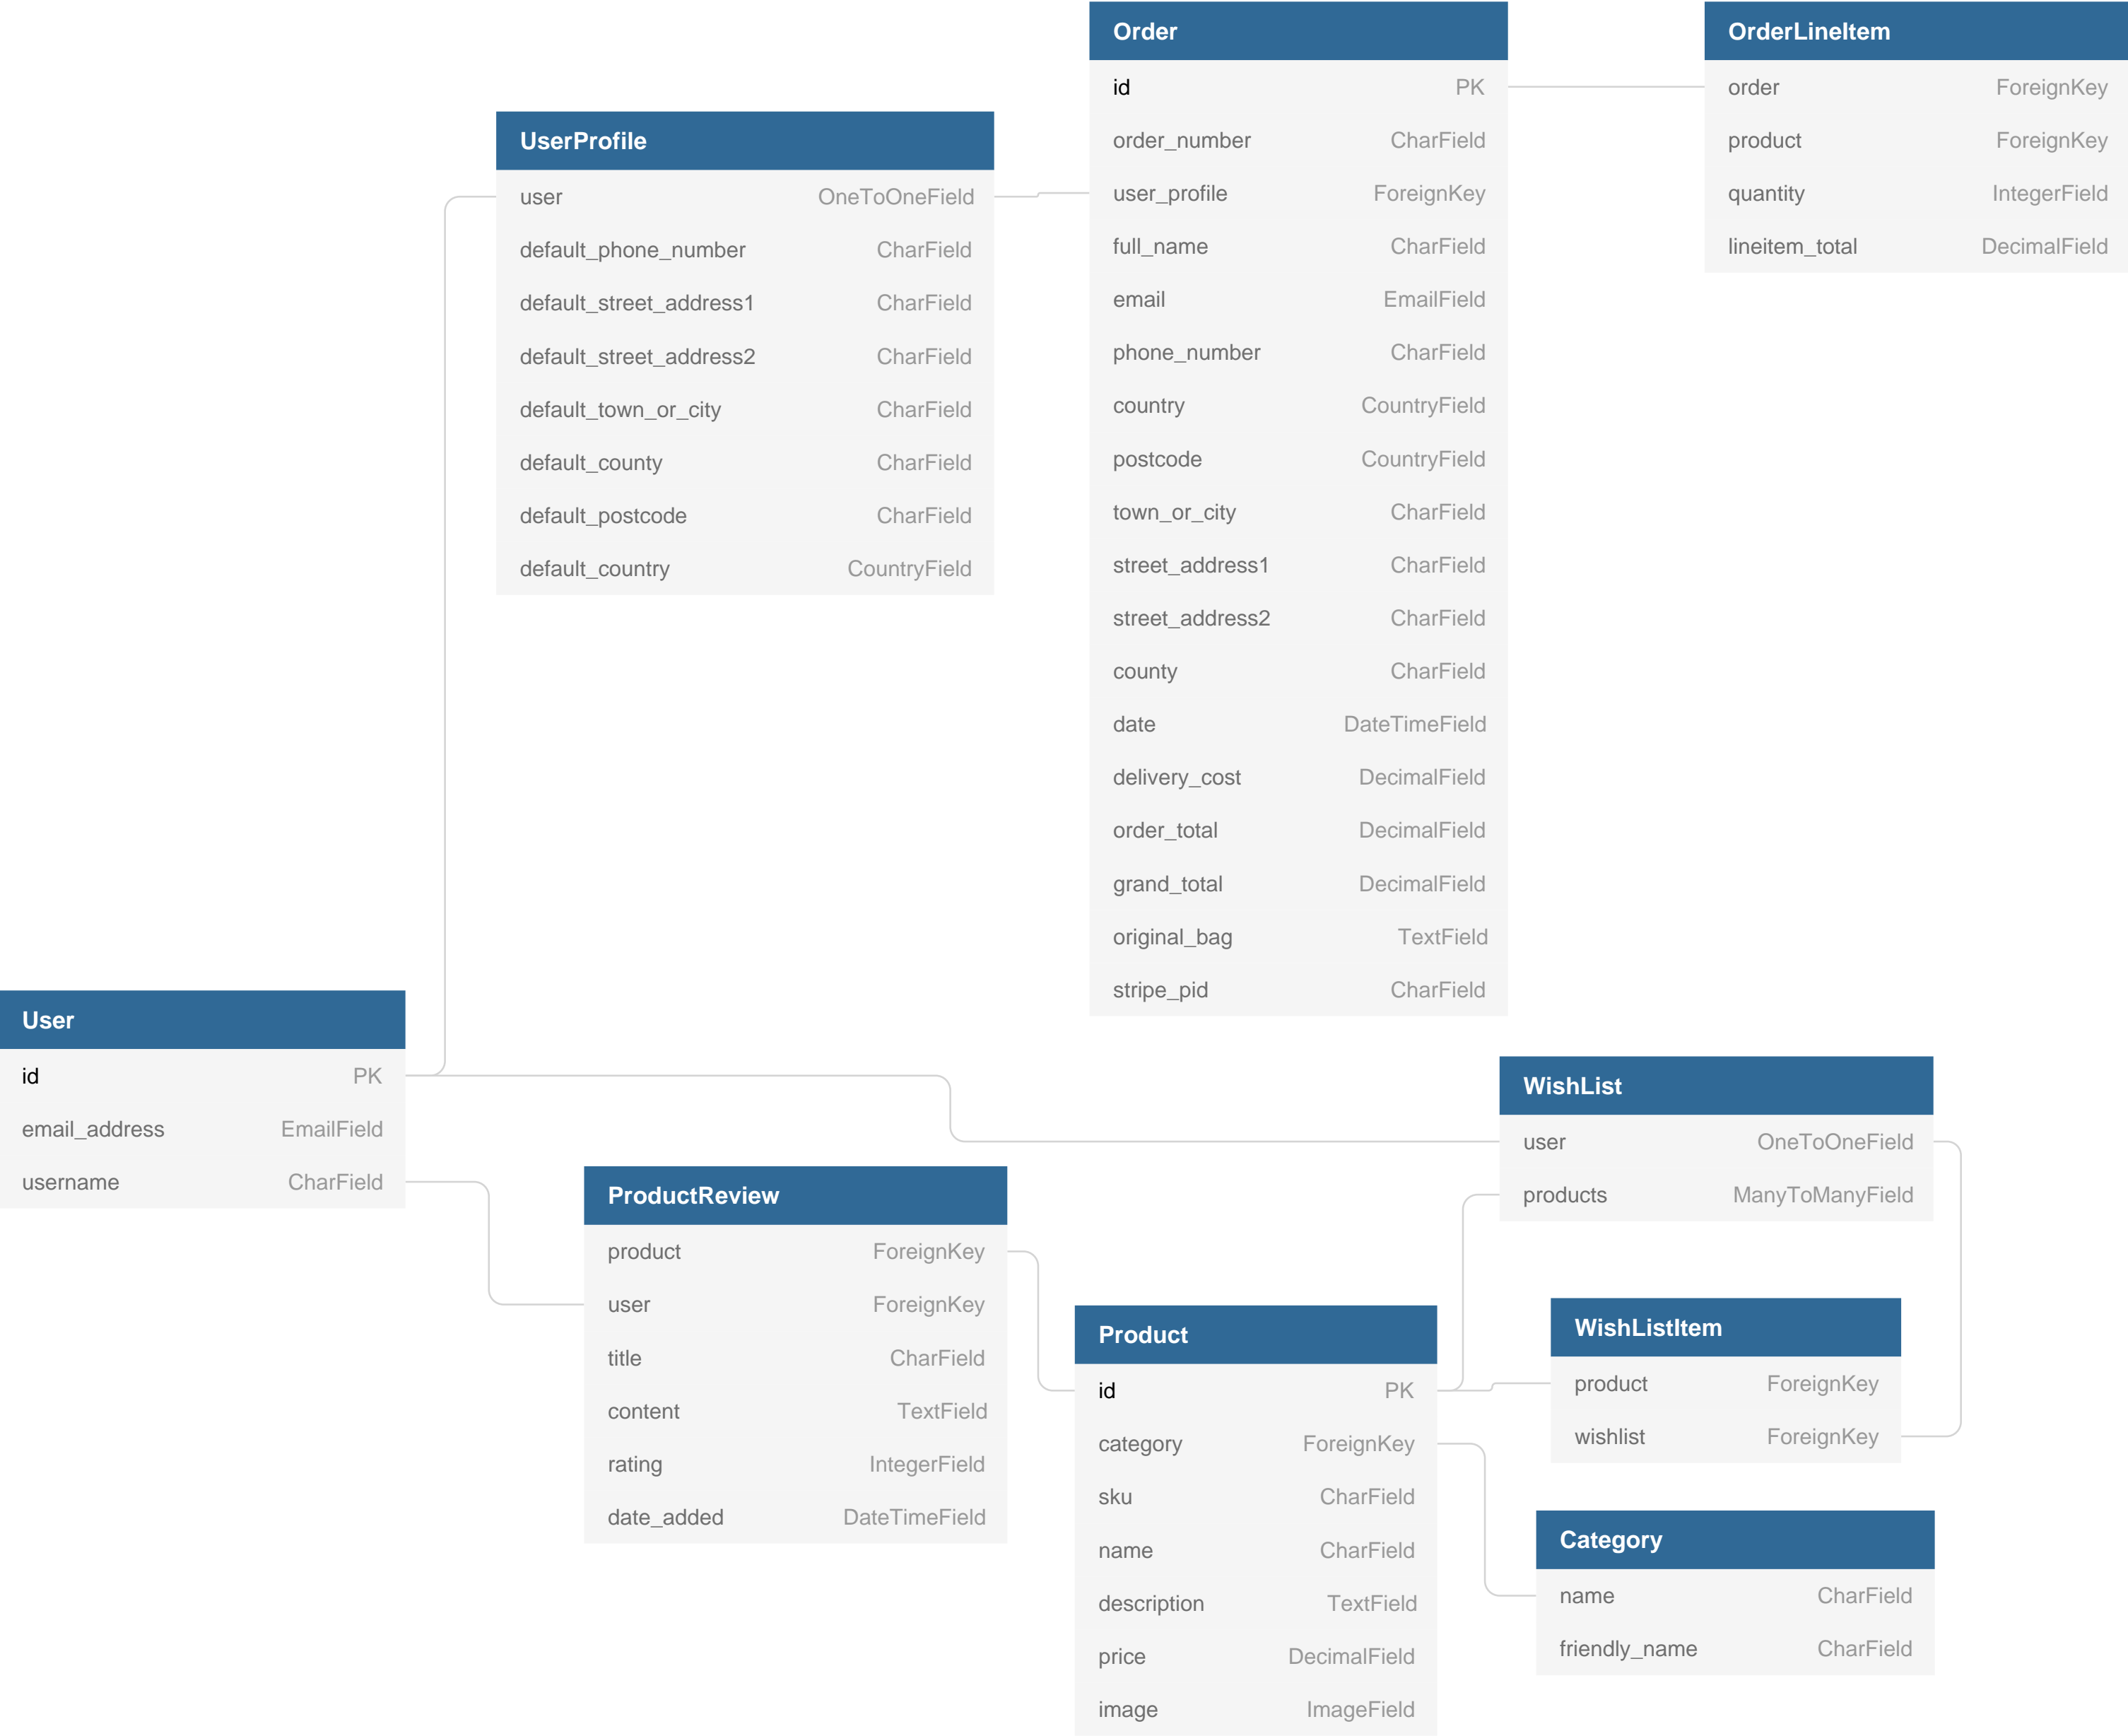 Order
id PK
order_number CharField
user_profile ForeignKey
full_name CharField
email EmailField
phone_number CharField
country CountryField
postcode CountryField
town_or_city CharField
street_address1 CharField
street_address2 CharField
county CharField
date DateTimeField
delivery_cost DecimalField
order_total DecimalField
grand_total DecimalField
original_bag TextField
stripe_pid CharField
OrderLineItem
order ForeignKey
product ForeignKey
quantity IntegerField
lineitem_total DecimalField
UserProfile
user OneToOneField
default_phone_number CharField
default_street_address1 CharField
default_street_address2 CharField
default_town_or_city CharField
default_county CharField
default_postcode CharField
default_country CountryField
User
id PK
email_address EmailField
username CharField
ProductReview
product ForeignKey
user ForeignKey
title CharField
content TextField
rating IntegerField
date_added DateTimeField
WishList
user OneToOneField
products ManyToManyField
Product
id PK
category ForeignKey
sku CharField
name CharField
description TextField
price DecimalField
image ImageField
WishListItem
product ForeignKey
wishlist ForeignKey
Category
name CharField
friendly_name CharField